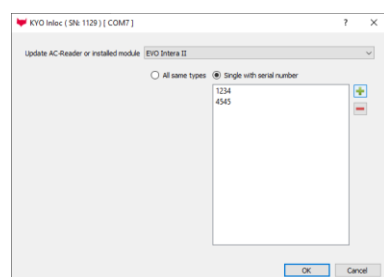 KYO Inloc ( SN: 1129 ) [ COM7 ]
Update AC-Reader or installed module EVO Intera II
All same types Single with serial number
1234
4545
OK Cancel